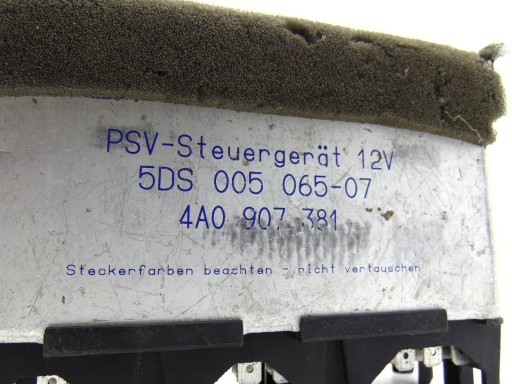 PSV-Steuergerät 12V
5DS 005 065-07
4A0 907 381
Steckerfarben beachten - nicht vertauschen